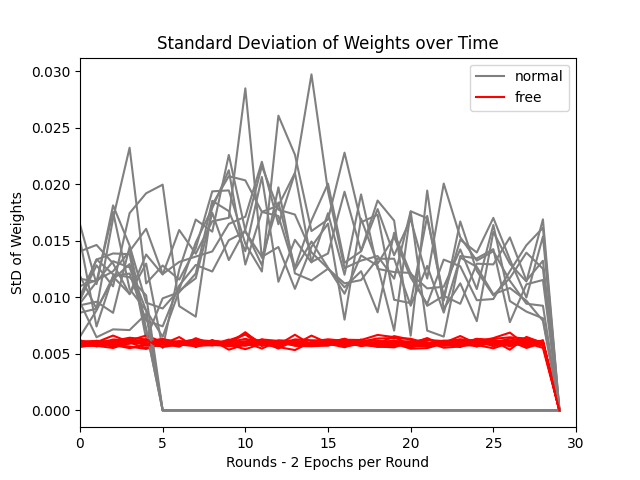 Standard Deviation of Weights over Time
normal
free
StD of Weights
0.030
0.025
0.020
0.015
0.010
0.005
0.000
0
5
10
15
20
25
30
Rounds - 2 Epochs per Round